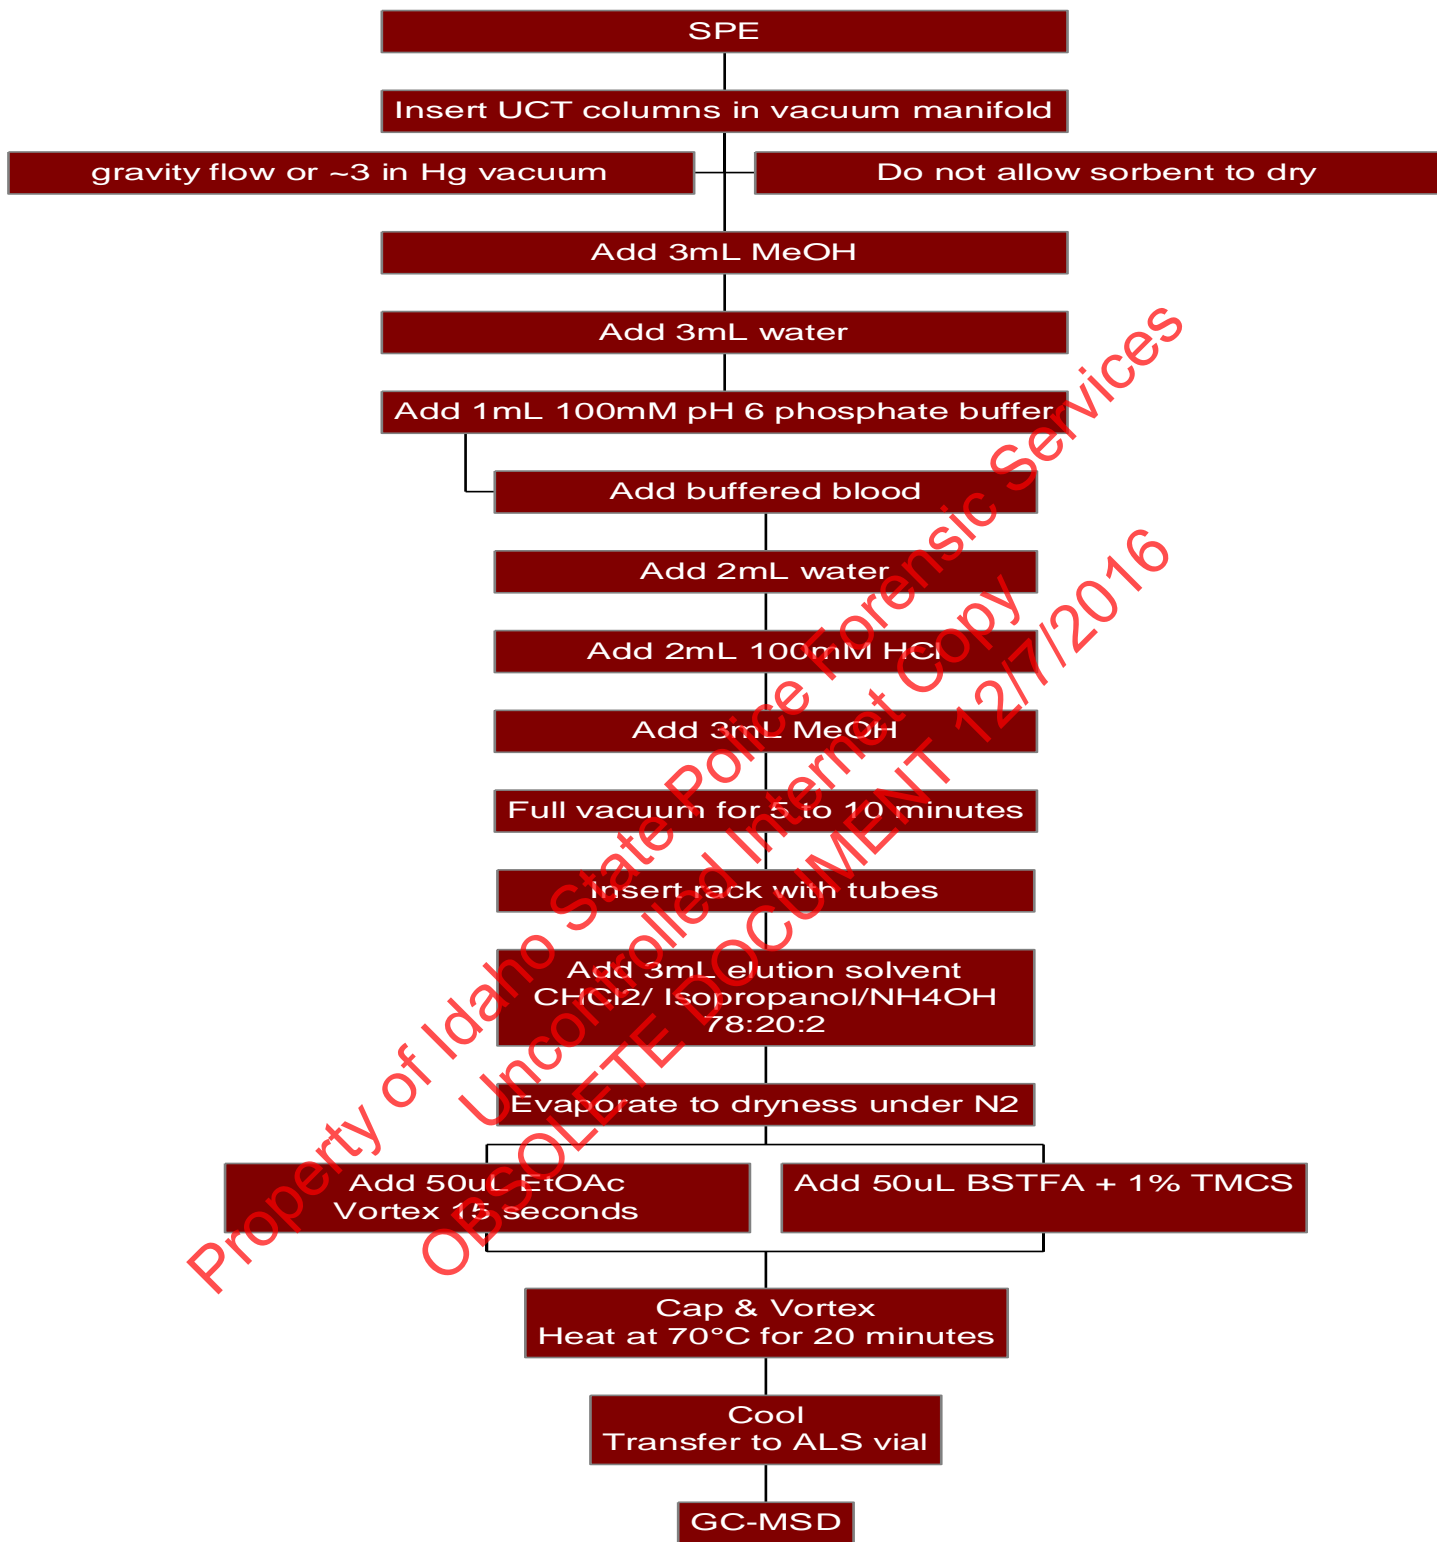 SPE
Insert UCT columns in vacuum manifold
gravity flow or ~3 in Hg vacuum
Do not allow sorbent to dry
Add 3mL MeOH
Add 3mL water
Add 1mL 100mM pH 6 phosphate buffer
Add buffered blood
Add 2mL water
Add 2mL 100mM HCl
Add 3mL MeOH
Full vacuum for 5 to 10 minutes
Insert rack with tubes
Add 3mL elution solvent
CHCl2/ Isopropanol/NH4OH
78:20:2
Evaporate to dryness under N2
Add 50uL EtOAc
Vortex 15 seconds
Add 50uL BSTFA + 1% TMCS
Cap & Vortex
Heat at 70°C for 20 minutes
Cool
Transfer to ALS vial
GC-MSD
Property of Idaho State Police Forensic Services
Uncontrolled Internet Copy
OBSOLETE DOCUMENT 12/7/2016